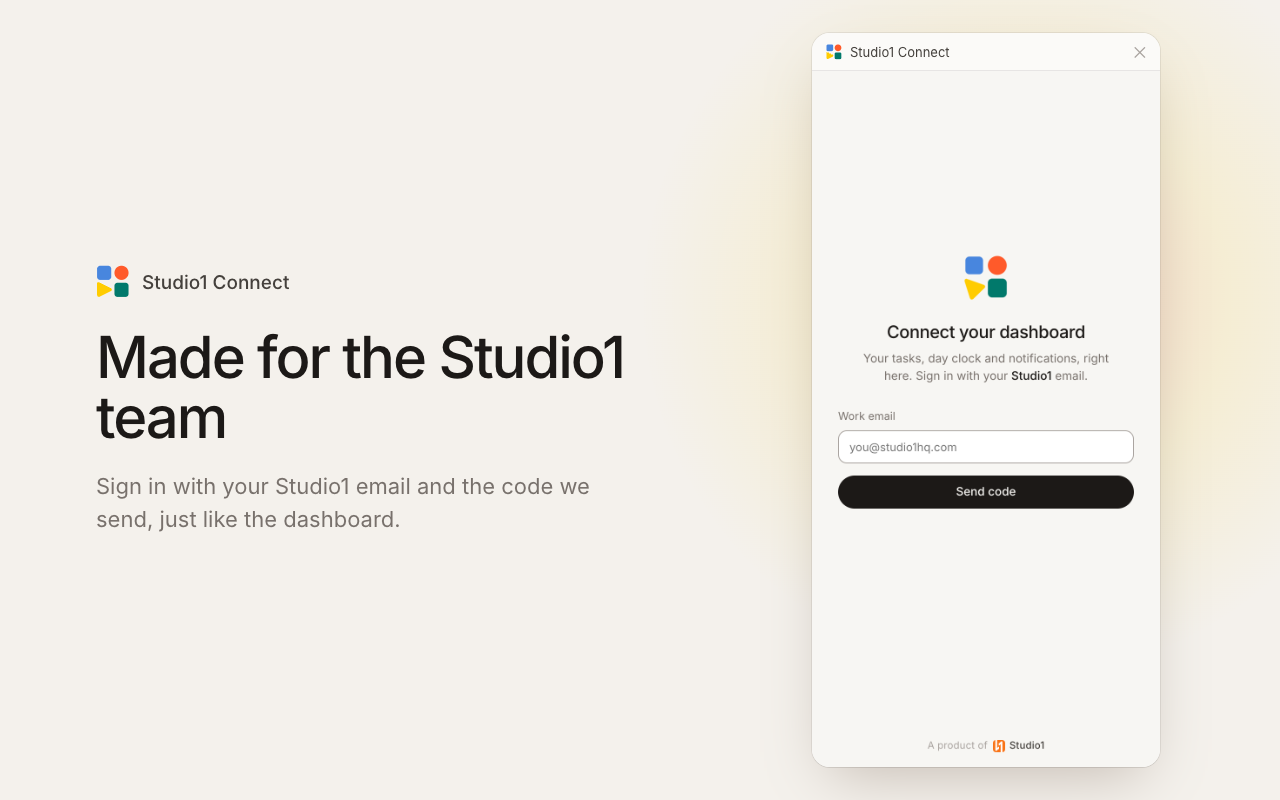 Studio1 Connect
Made for the Studio1
team
Sign in with your Studio1 email and the code we
send, just like the dashboard.
Studio1 Connect
Connect your dashboard
Your tasks, day clock and notifications, right
here. Sign in with your Studio1 email.
Work email
you@studio1hq.com
Send code
A product of Studio1